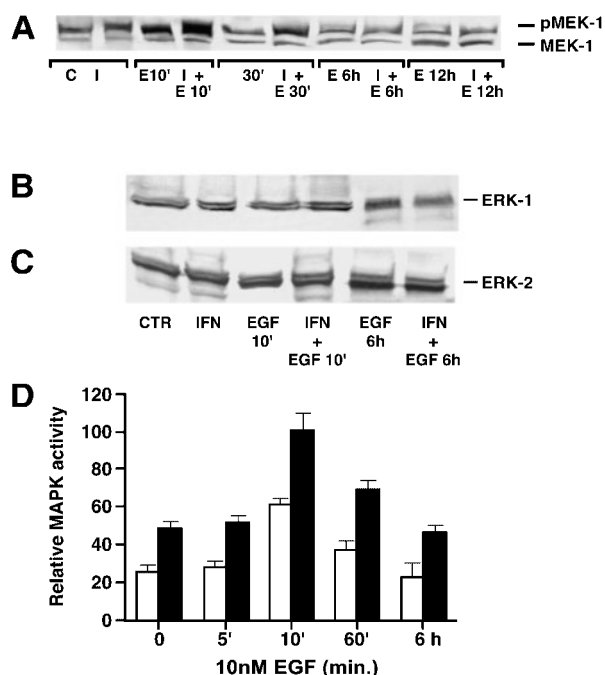 A
pMEK-1
MEK-1
C I E10' I + 30' I + E 6h I + E 12h I +
E 10' E 30' E 6h E 12h
B
ERK-1
C
ERK-2
CTR IFN EGF IFN EGF IFN
10' + 6h +
EGF 10' EGF 6h
D
120
100
80
60
40
20
0
Relative MAPK activity
0 5' 10' 60' 6 h
10nM EGF (min.)